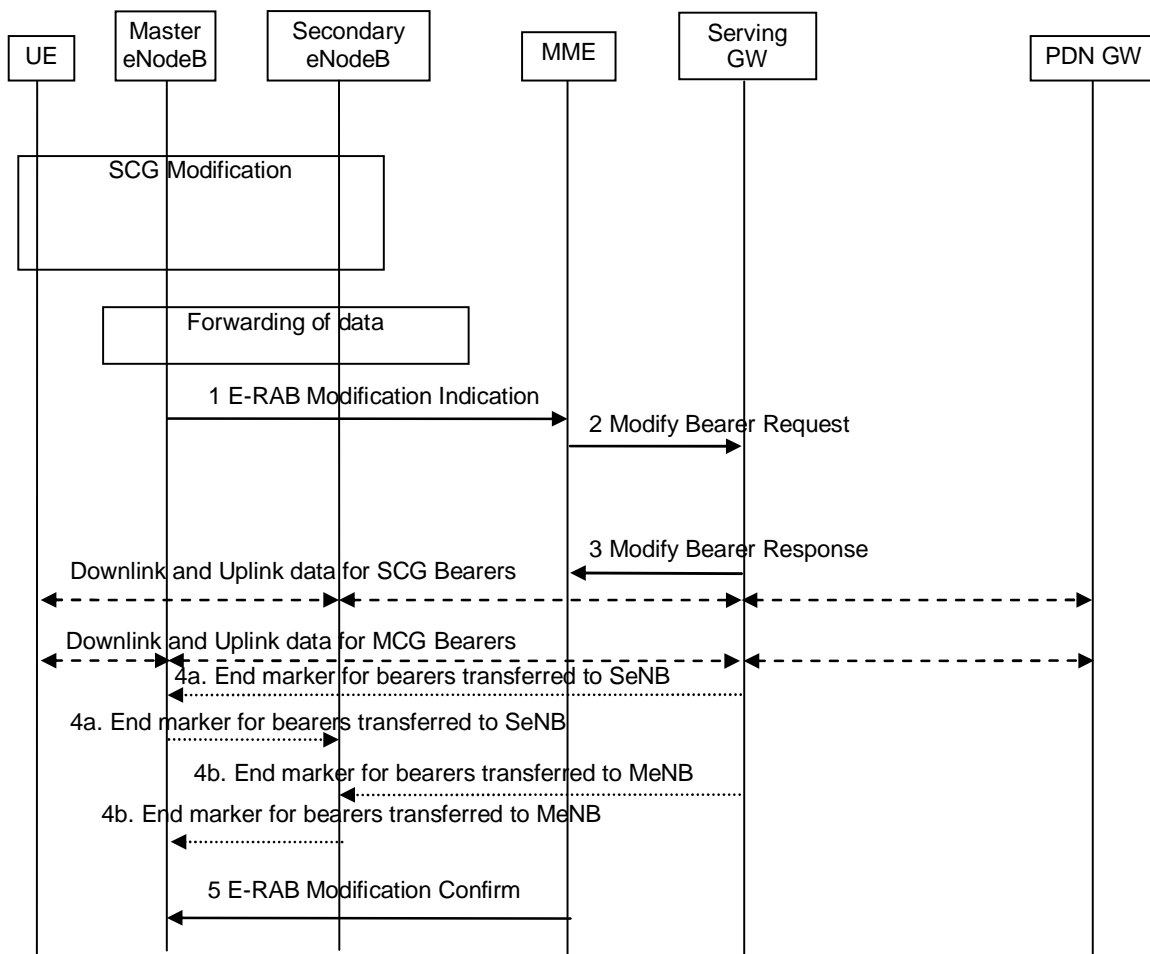 UE
Master
eNodeB
Secondary
eNodeB
MME
Serving
GW
PDN GW
SCG Modification
Forwarding of data
1 E-RAB Modification Indication
2 Modify Bearer Request
3 Modify Bearer Response
Downlink and Uplink data for SCG Bearers
Downlink and Uplink data for MCG Bearers
4a. End marker for bearers transferred to SeNB
4a. End marker for bearers transferred to SeNB
4b. End marker for bearers transferred to MeNB
4b. End marker for bearers transferred to MeNB
5 E-RAB Modification Confirm